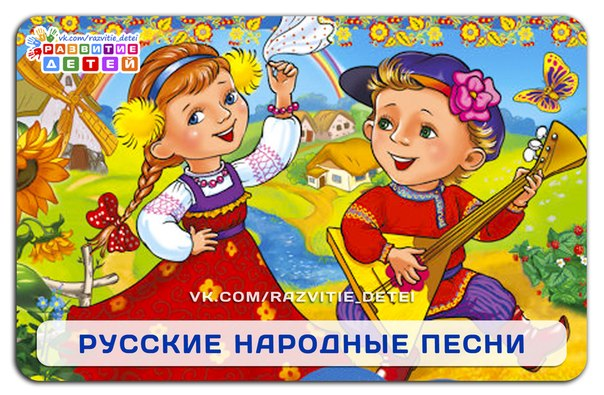 vk.com/razvitie_detei
РАЗВИТИЕ
ДЕТЕЙ
VK.COM/RAZVITIE_DETEI
РУССКИЕ НАРОДНЫЕ ПЕСНИ